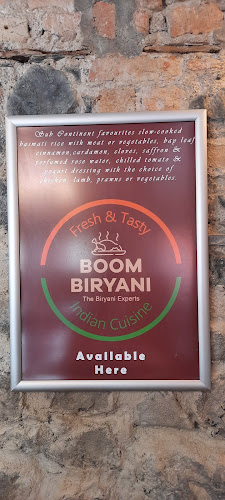 Sub Continent favourites slow-cooked
basmati rice with meat or vegetables, bay leaf
cinnamon, cardamon, cloves, saffron &
perfumed rose water, chilled tomato &
yogurt dressing with the choice of
chicken, lamb, prawns or vegetables.
Fresh & Tasty
BOOM
BIRYANI
The Biryani Experts
Indian Cuisine
Available
Here